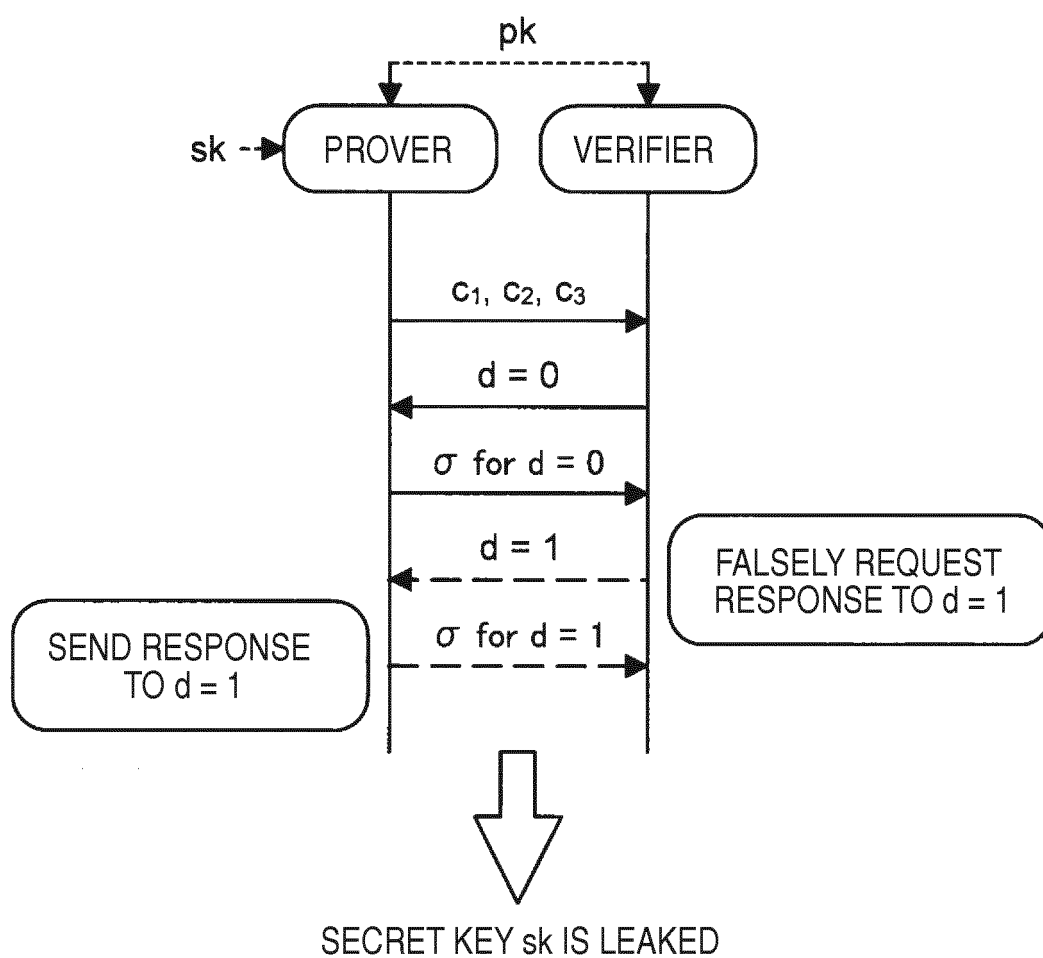 pk
sk
PROVER
VERIFIER
c₁, c₂, c₃
d = 0
σ for d = 0
d = 1
FALSELY REQUEST
RESPONSE TO d = 1
σ for d = 1
SEND RESPONSE
TO d = 1
SECRET KEY sk IS LEAKED